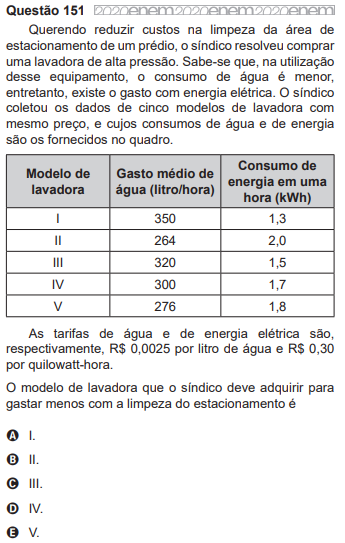 Questão 151 2020enem2020enem2020enem
Querendo reduzir custos na limpeza da área de
estacionamento de um prédio, o síndico resolveu comprar
uma lavadora de alta pressão. Sabe-se que, na utilização
desse equipamento, o consumo de água é menor,
entretanto, existe o gasto com energia elétrica. O síndico
coletou os dados de cinco modelos de lavadora com
mesmo preço, e cujos consumos de água e de energia
são os fornecidos no quadro.
Modelo de lavadora Gasto médio de água (litro/hora) Consumo de energia em uma hora (kWh)
I 350 1,3
II 264 2,0
III 320 1,5
IV 300 1,7
V 276 1,8
As tarifas de água e de energia elétrica são,
respectivamente, R$ 0,0025 por litro de água e R$ 0,30
por quilowatt-hora.
O modelo de lavadora que o síndico deve adquirir para
gastar menos com a limpeza do estacionamento é
A I.
B II.
C III.
D IV.
E V.